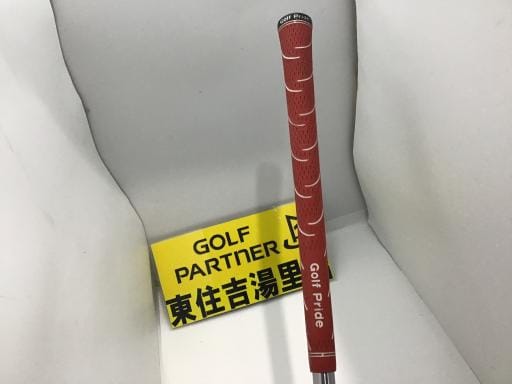 Golf Pride
GOLF
PARTNER
東住吉湯里
Golf Pride